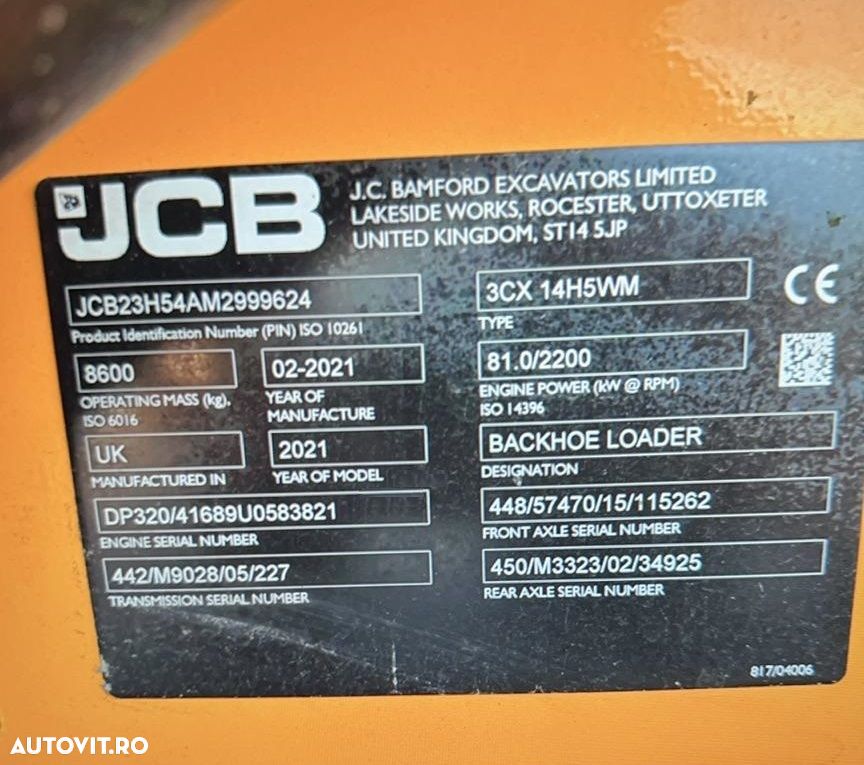 JCB
J.C. BAMFORD EXCAVATORS LIMITED
LAKESIDE WORKS, ROCESTER, UTTOXETER
UNITED KINGDOM, ST14 5JP
JCB23H54AM2999624
Product Identification Number (PIN) ISO 10261
3CX 14H5WM
TYPE
CE
8600
OPERATING MASS (kg),
ISO 6016
02-2021
YEAR OF
MANUFACTURE
81.0/2200
ENGINE POWER (kW @ RPM)
ISO 14396
UK
MANUFACTURED IN
2021
YEAR OF MODEL
BACKHOE LOADER
DESIGNATION
DP320/41689U0583821
ENGINE SERIAL NUMBER
448/57470/15/115262
FRONT AXLE SERIAL NUMBER
442/M9028/05/227
TRANSMISSION SERIAL NUMBER
450/M3323/02/34925
REAR AXLE SERIAL NUMBER
817/04006
AUTOVIT.RO